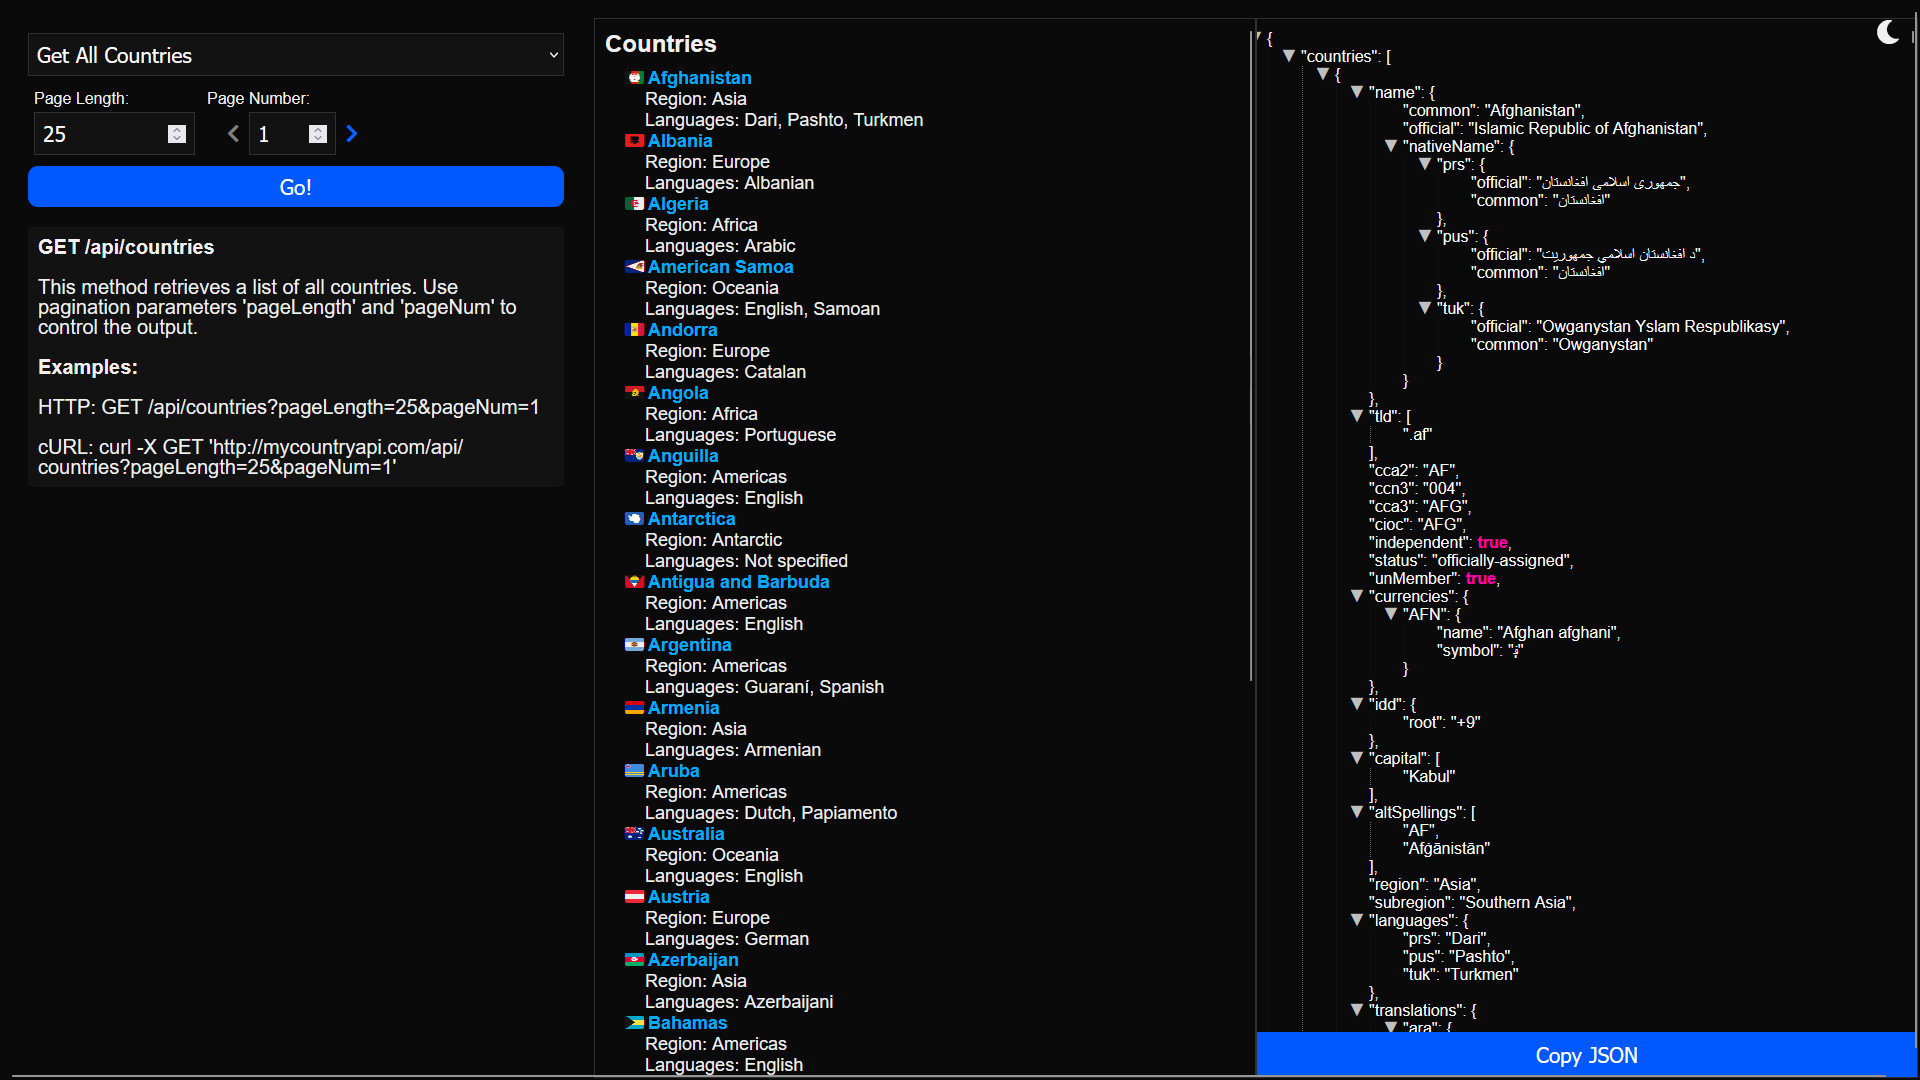 Get All Countries
Page Length:
Page Number:
25
1
Go!
GET /api/countries
This method retrieves a list of all countries. Use
pagination parameters 'pageLength' and 'pageNum' to
control the output.
Examples:
HTTP: GET /api/countries?pageLength=25&pageNum=1
cURL: curl -X GET 'http://mycountryapi.com/api/
countries?pageLength=25&pageNum=1'
Countries
Afghanistan
Region: Asia
Languages: Dari, Pashto, Turkmen
Albania
Region: Europe
Languages: Albanian
Algeria
Region: Africa
Languages: Arabic
American Samoa
Region: Oceania
Languages: English, Samoan
Andorra
Region: Europe
Languages: Catalan
Angola
Region: Africa
Languages: Portuguese
Anguilla
Region: Americas
Languages: English
Antarctica
Region: Antarctic
Languages: Not specified
Antigua and Barbuda
Region: Americas
Languages: English
Argentina
Region: Americas
Languages: Guaraní, Spanish
Armenia
Region: Asia
Languages: Armenian
Aruba
Region: Americas
Languages: Dutch, Papiamento
Australia
Region: Oceania
Languages: English
Austria
Region: Europe
Languages: German
Azerbaijan
Region: Asia
Languages: Azerbaijani
Bahamas
Region: Americas
Languages: English
{
"countries": [
{
"name": {
"common": "Afghanistan",
"official": "Islamic Republic of Afghanistan",
"nativeName": {
"prs": {
"official": "جمهوری اسلامی افغانستان",
"common": "افغانستان"
},
"pus": {
"official": "د افغانستان اسلامي جمهوریت",
"common": "افغانستان"
},
"tuk": {
"official": "Owganystan Yslam Respublikasy",
"common": "Owganystan"
}
}
},
"tld": [
".af"
],
"cca2": "AF",
"ccn3": "004",
"cca3": "AFG",
"cioc": "AFG",
"independent": true,
"status": "officially-assigned",
"unMember": true,
"currencies": {
"AFN": {
"name": "Afghan afghani",
"symbol": "؋"
}
},
"idd": {
"root": "+9"
},
"capital": [
"Kabul"
],
"altSpellings": [
"AF",
"Afġānistān"
],
"region": "Asia",
"subregion": "Southern Asia",
"languages": {
"prs": "Dari",
"pus": "Pashto",
"tuk": "Turkmen"
},
"translations": {
"ara": {
Copy JSON